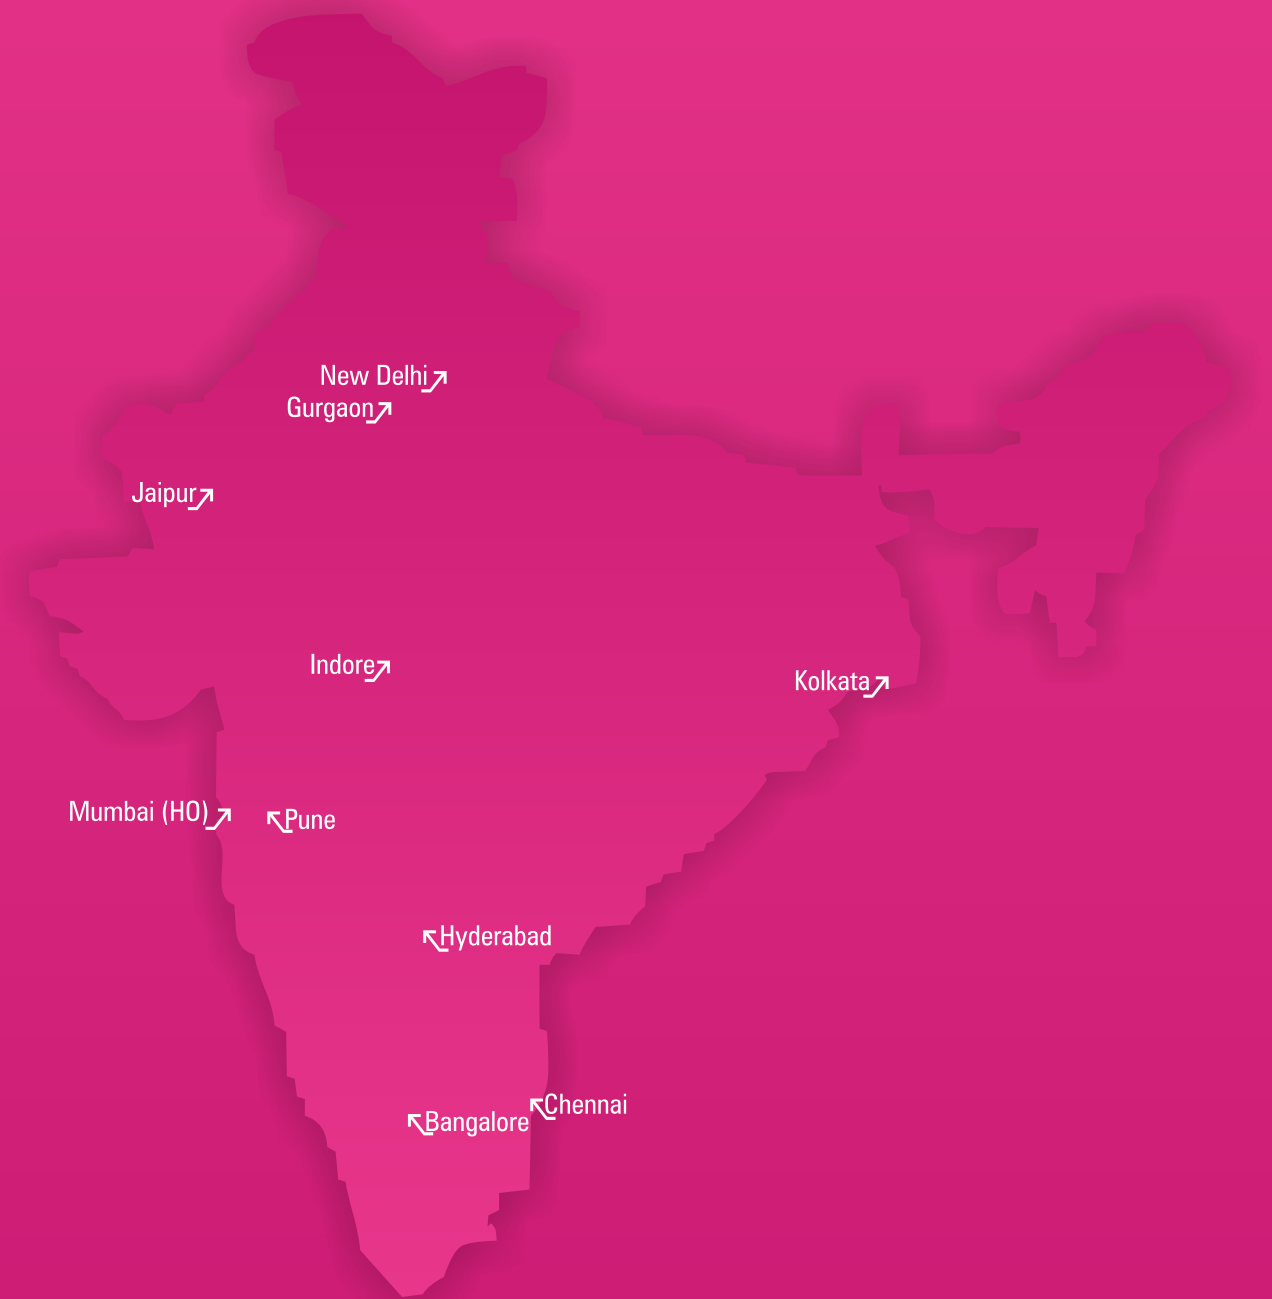 New Delhi
Gurgaon
Jaipur
Indore
Kolkata
Mumbai (HO)
Pune
Hyderabad
Chennai
Bangalore